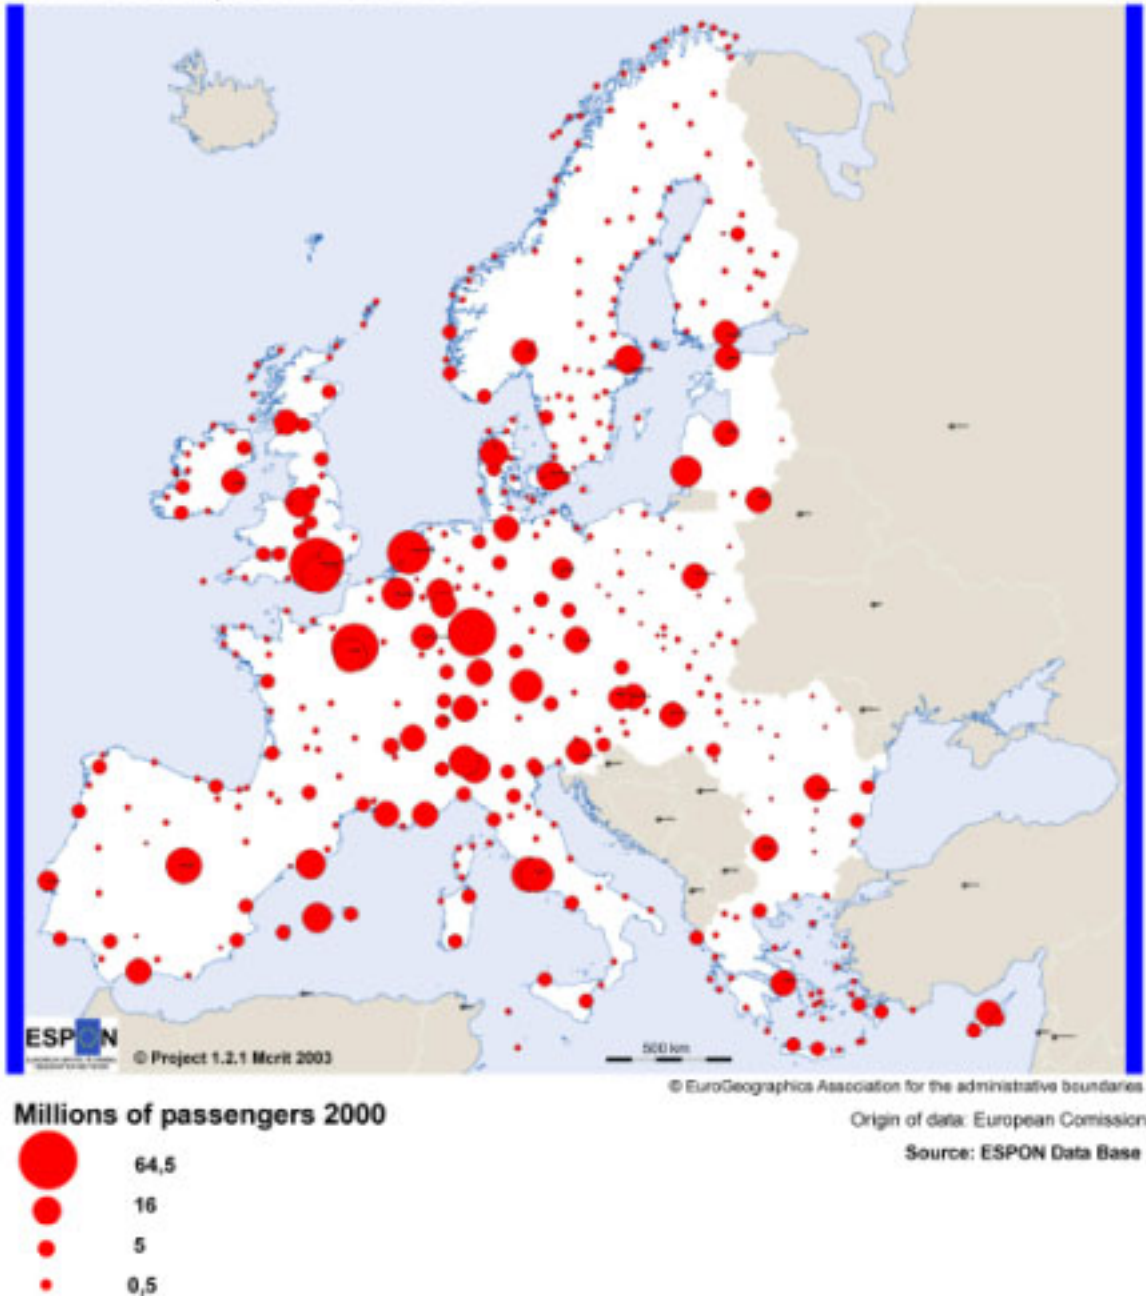 500 km
ESPON
© Project 1.2.1 Mcrit 2003
© EuroGeographics Association for the administrative boundaries
Millions of passengers 2000
Origin of data: European Comission
Source: ESPON Data Base
64,5
16
5
0,5